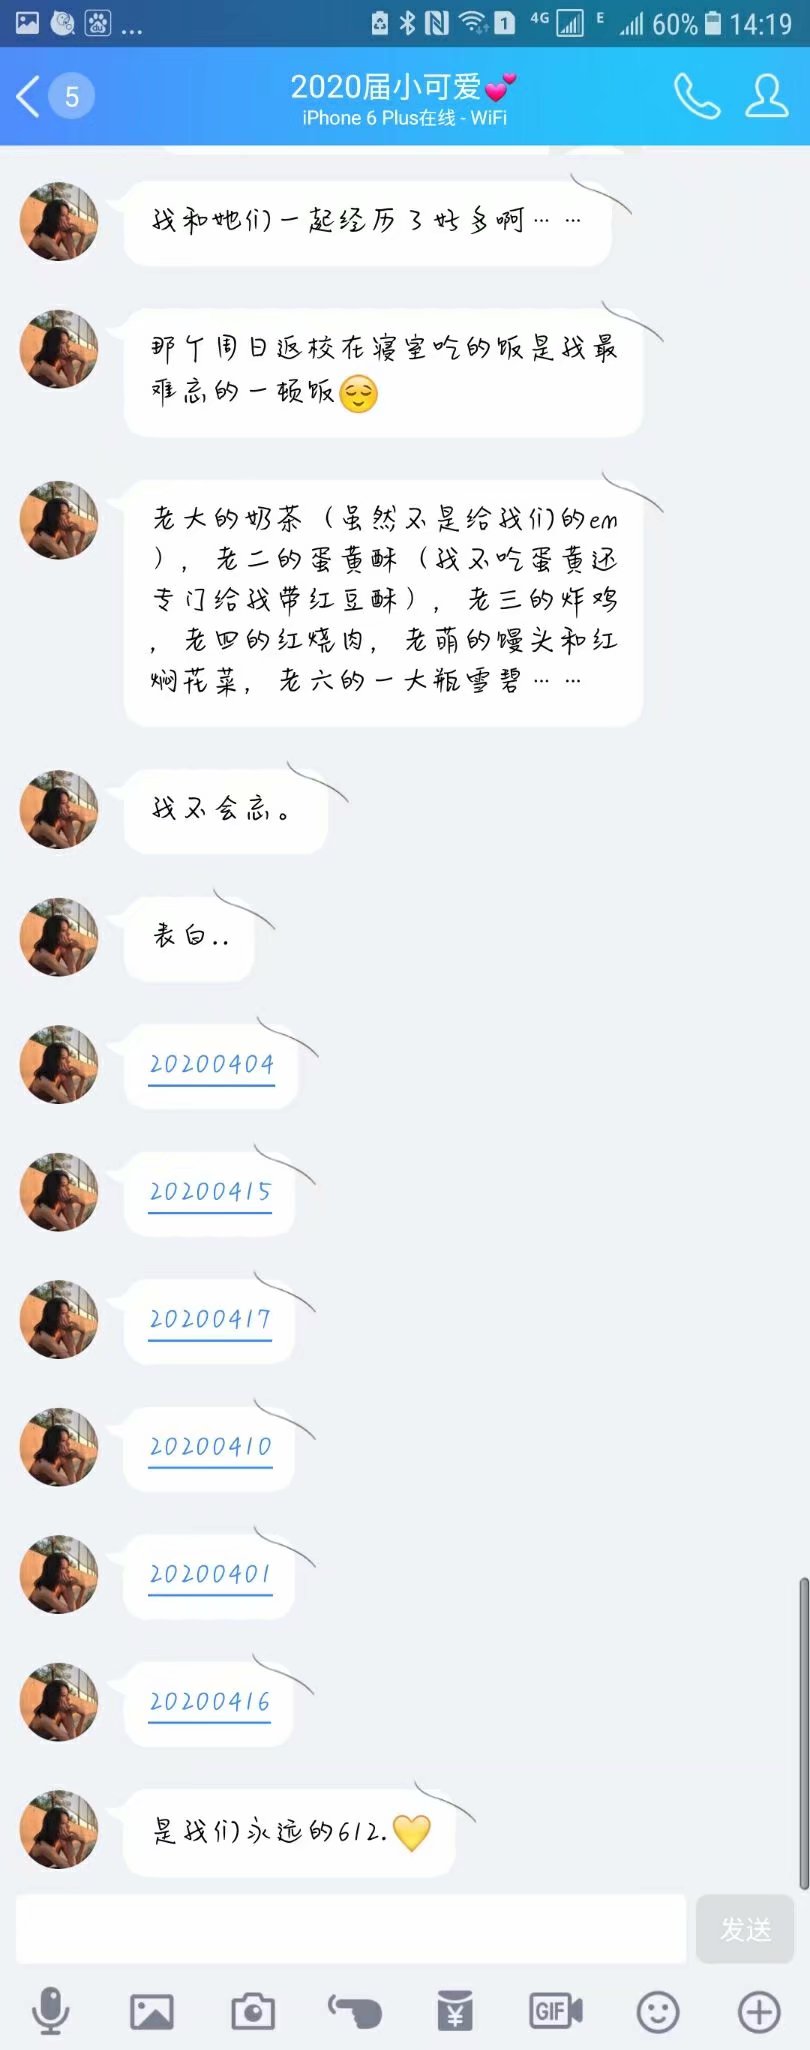 ... 1 4G E 60% 14:19
5 2020届小可爱💕
iPhone 6 Plus在线 - WiFi
我和她们一起经历了好多啊……
那个周日返校在寝室吃的饭是我最
难忘的一顿饭😌
老大的奶茶（虽然不是给我们的em
），老二的蛋黄酥（我不吃蛋黄还
专门给我带红豆酥），老三的炸鸡
，老四的红烧肉，老萌的馒头和红
焖花菜，老六的一大瓶雪碧……
我不会忘。
表白..
20200404
20200415
20200417
20200410
20200401
20200416
是我们永远的612.💛
发送
GIF